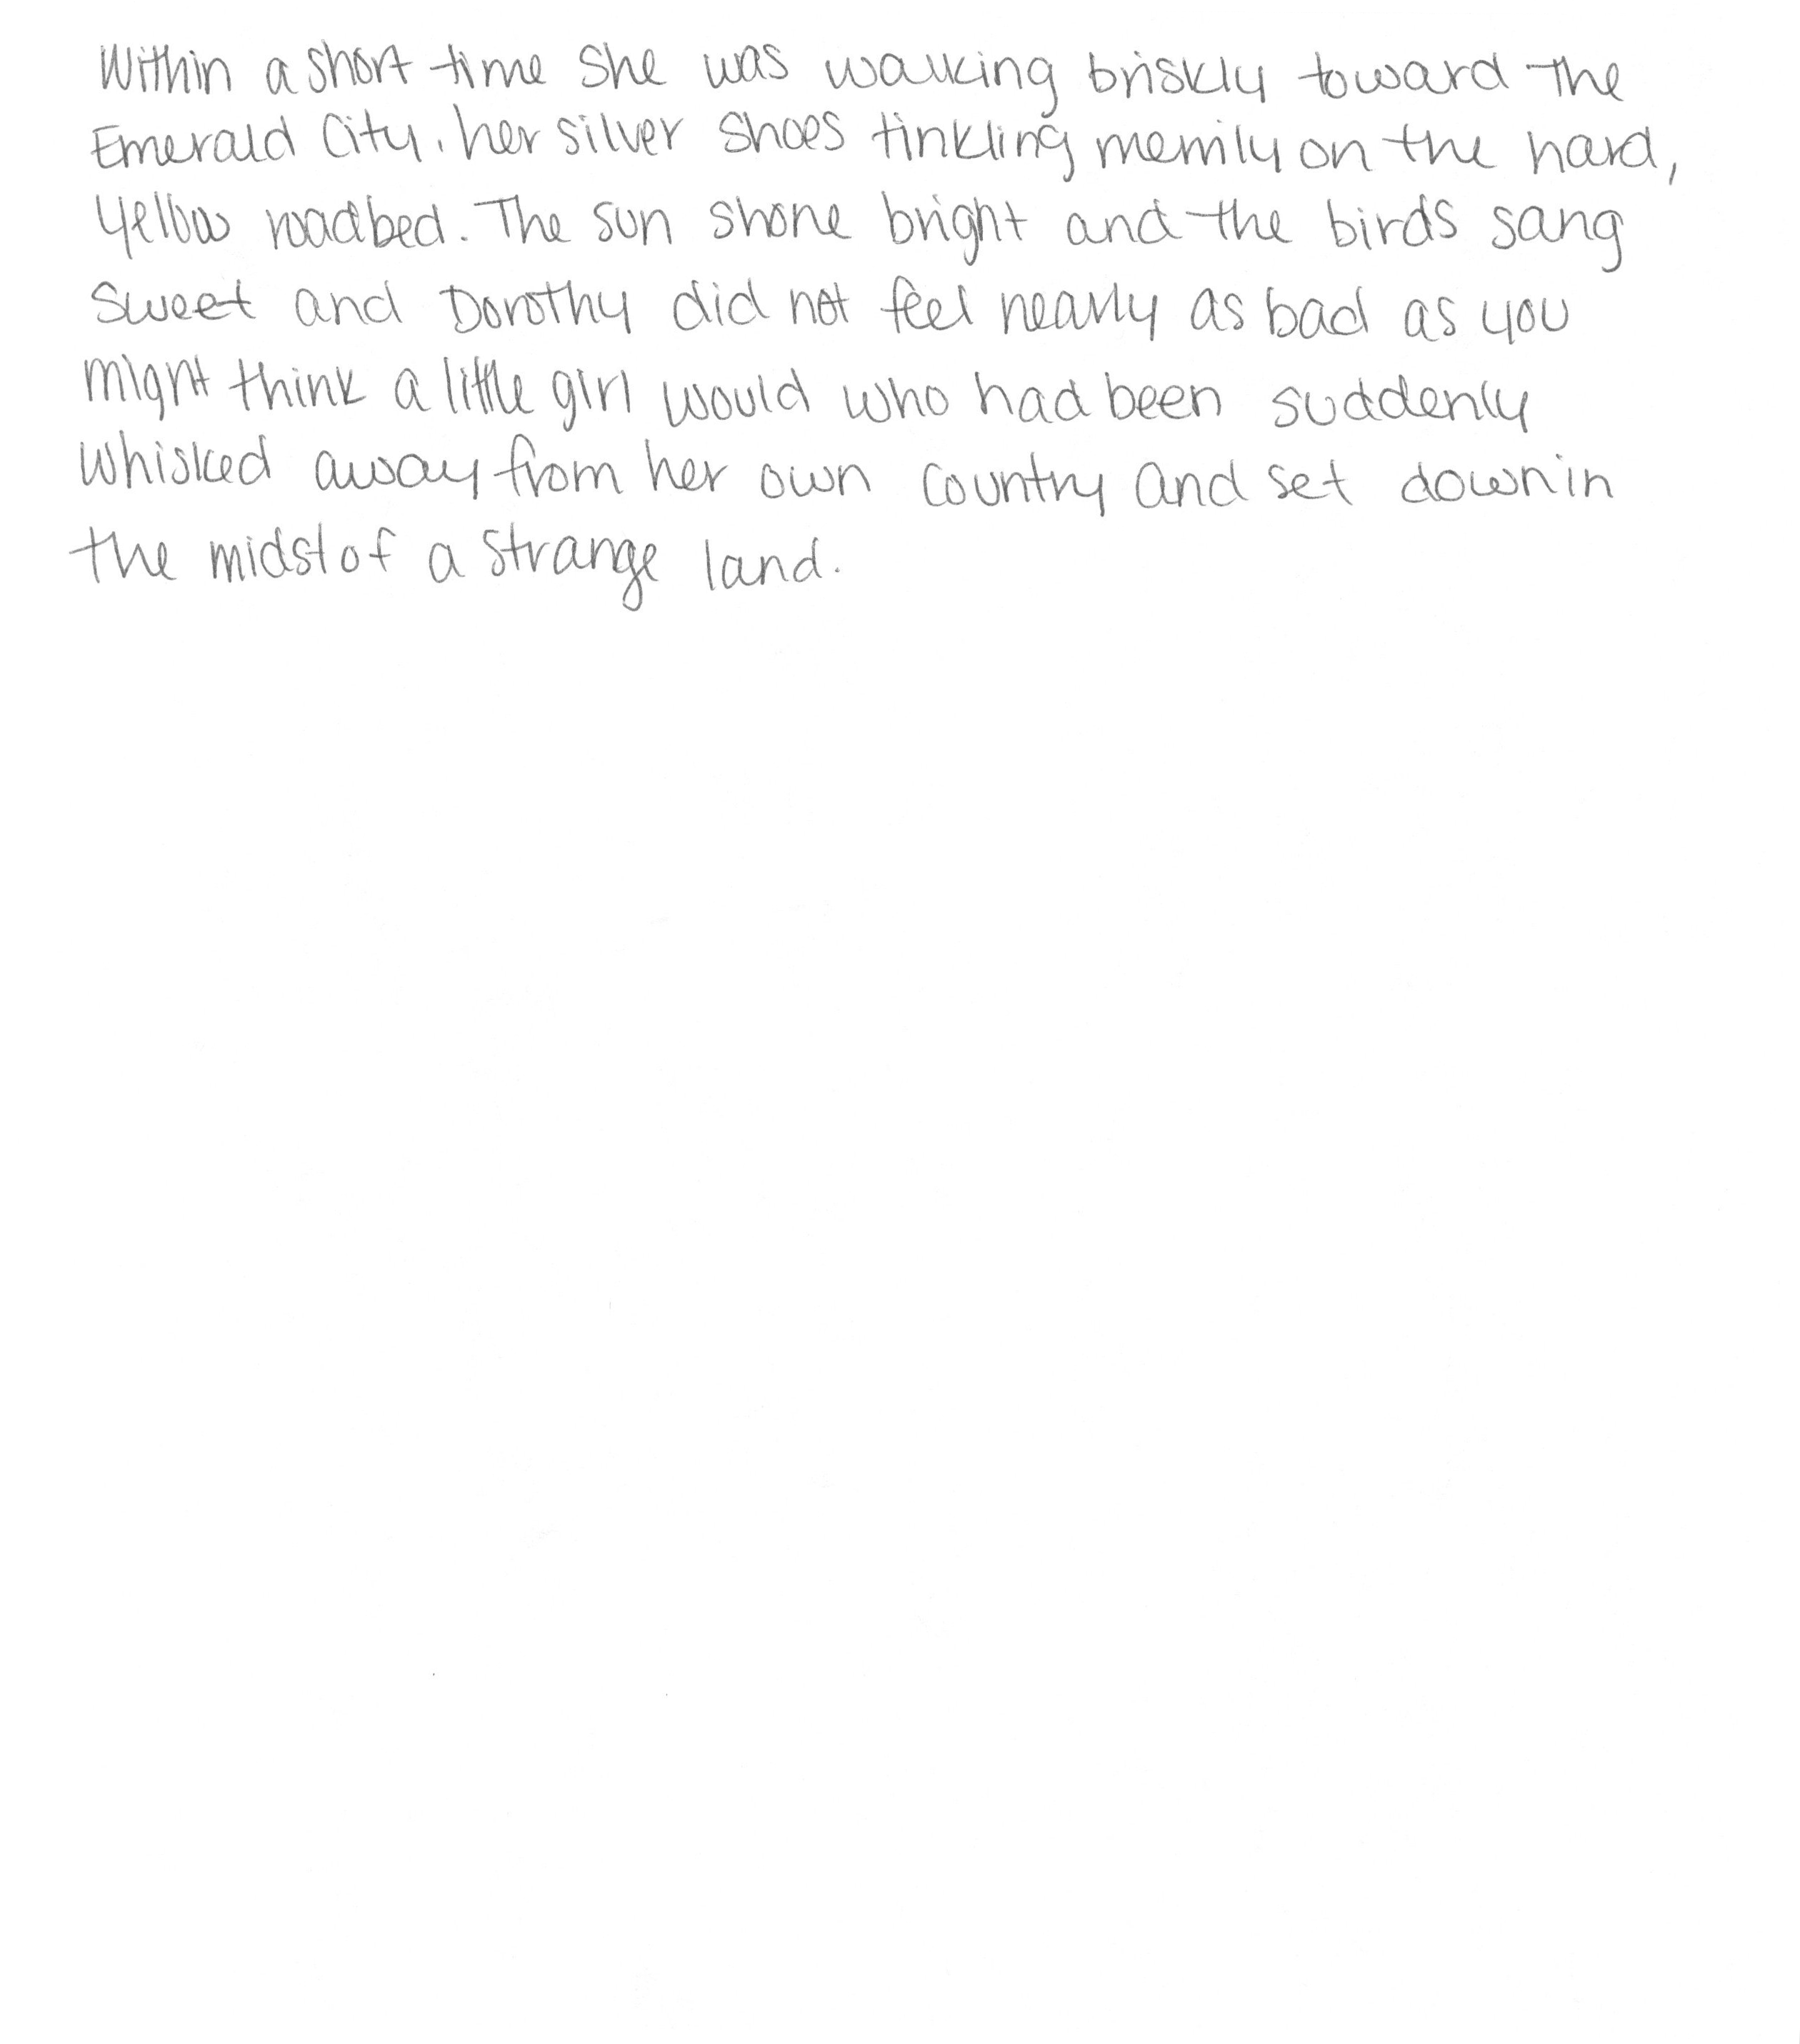 Within a short time she was walking briskly toward the
Emerald City, her silver shoes tinkling merrily on the hard,
yellow roadbed. The sun shone bright and the birds sang
sweet and Dorothy did not feel nearly as bad as you
might think a little girl would who had been suddenly
whisked away from her own country and set down in
the midst of a strange land.